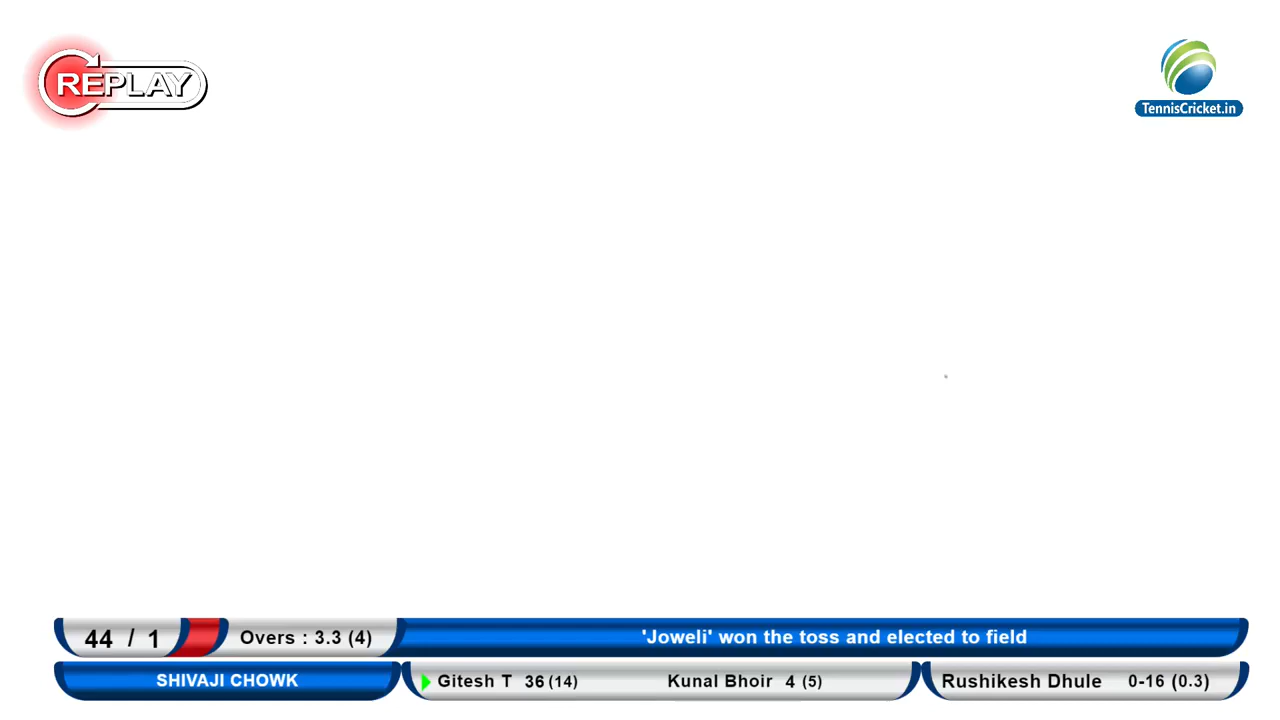 REPLAY
TennisCricket.in
44 / 1 Overs : 3.3 (4) 'Joweli' won the toss and elected to field
SHIVAJI CHOWK Gitesh T 36 (14) Kunal Bhoir 4 (5) Rushikesh Dhule 0-16 (0.3)